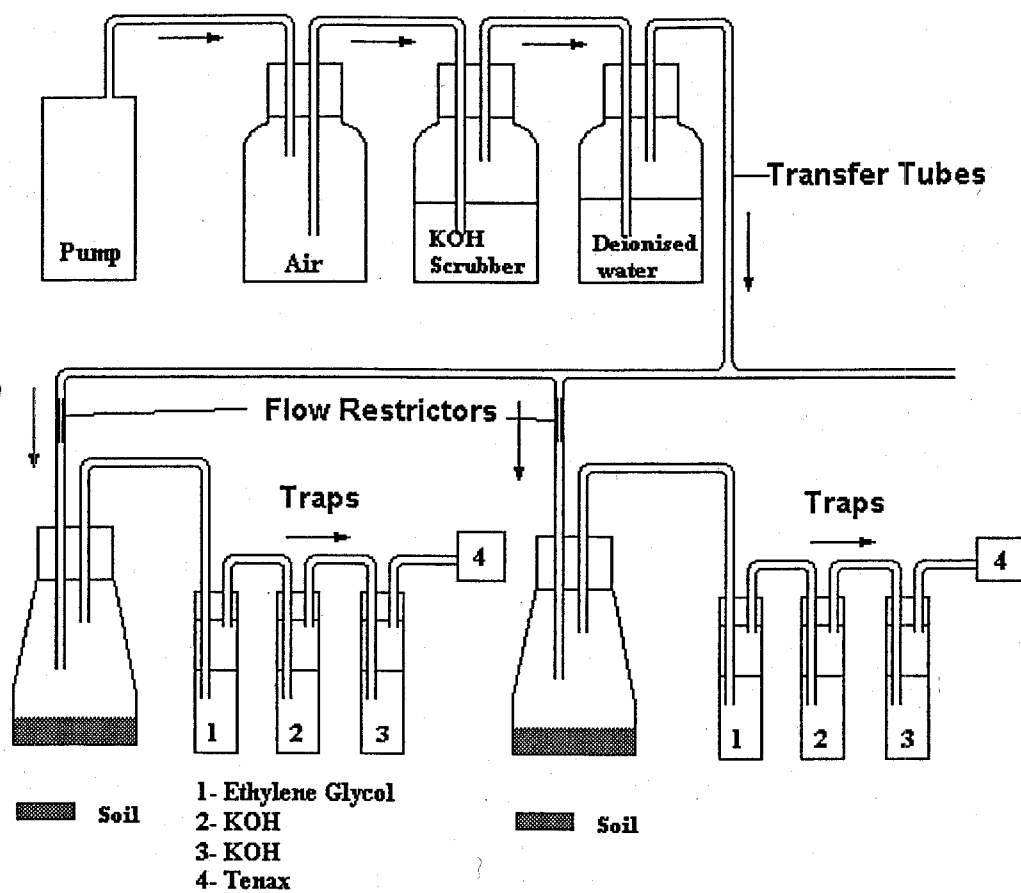 Transfer Tubes
Pump
Air
KOH
Scrubber
Deionised
water
Flow Restrictors
Traps
Traps
4
4
1
2
3
1
2
3
Soil
1- Ethylene Glycol
2- KOH
3- KOH
4- Tenax
Soil